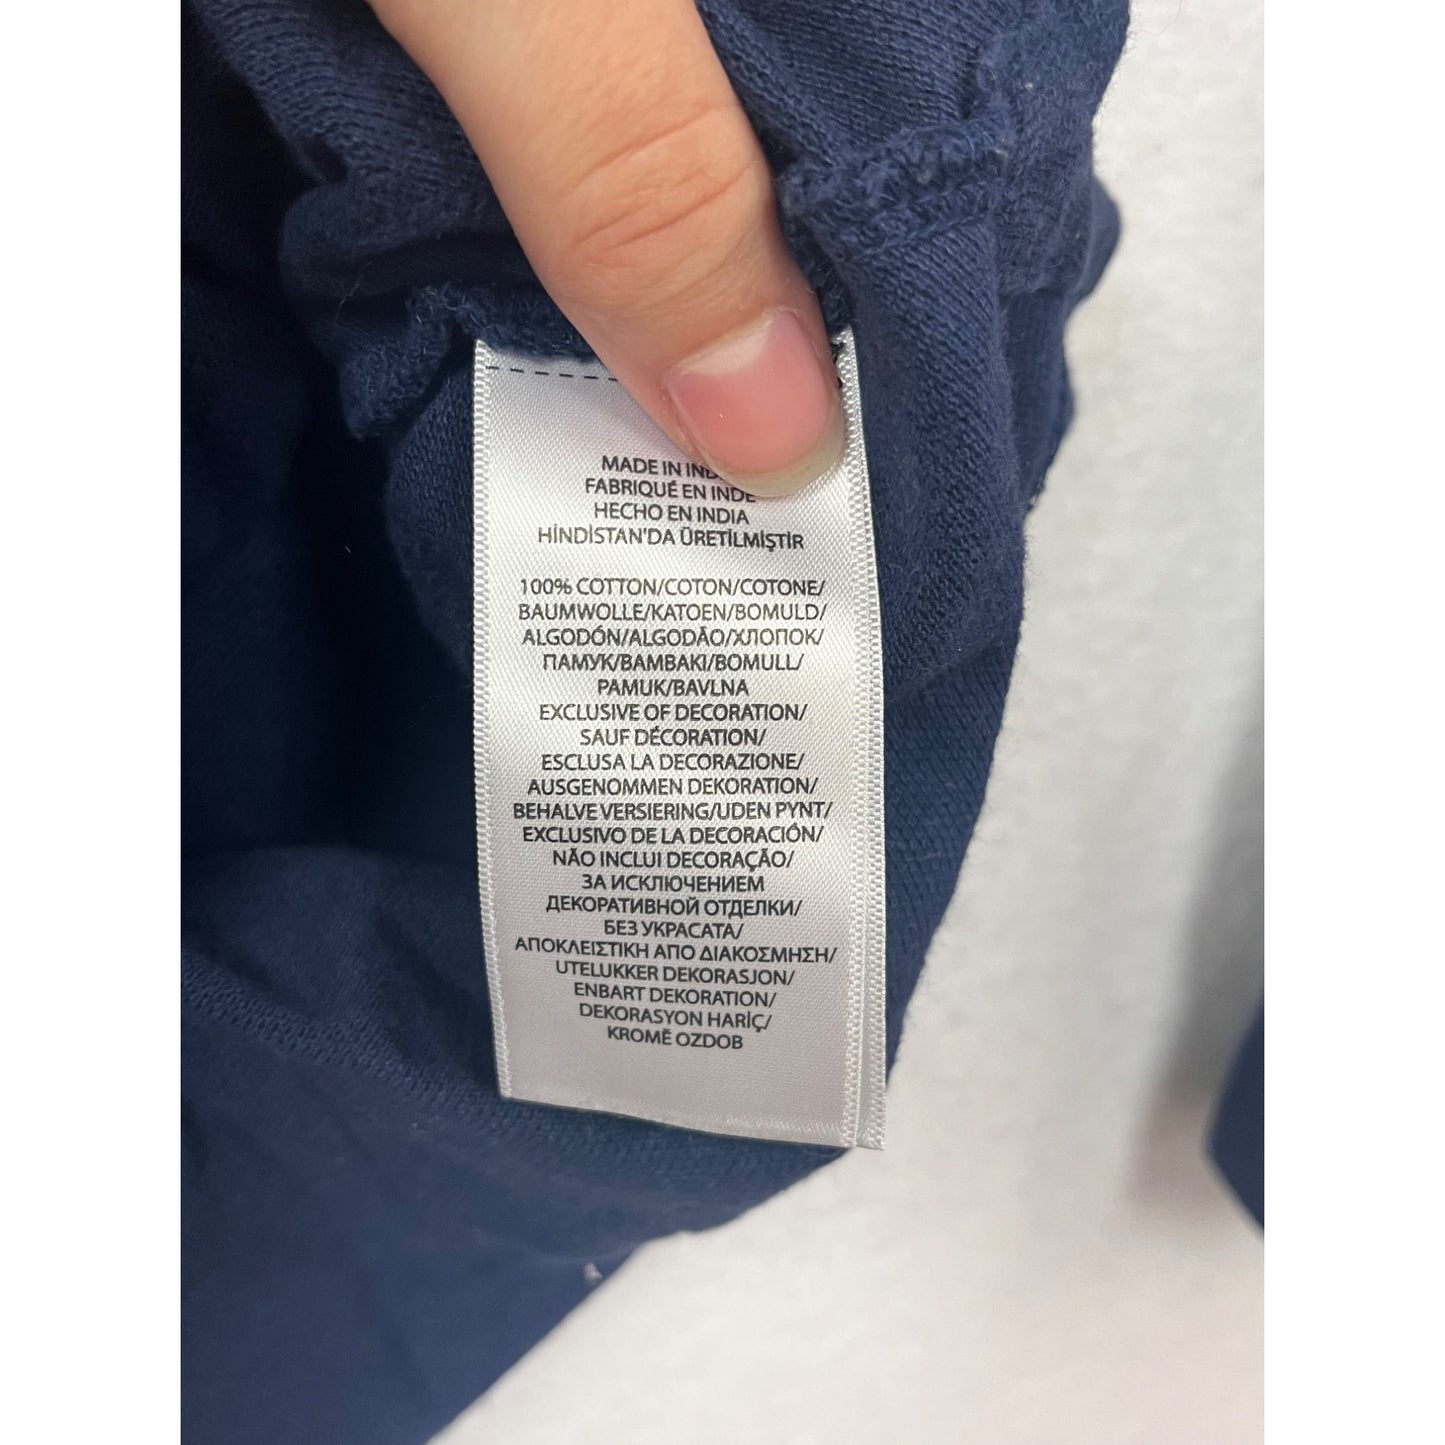 MADE IN IND
FABRIQUÉ EN INDE
HECHO EN INDIA
HİNDİSTAN'DA ÜRETİLMİŞTİR
100% COTTON/COTON/COTONE/
BAUMWOLLE/KATOEN/BOMULD/
ALGODÓN/ALGODÃO/ХЛОПОК/
ПАМУК/BAMBAKI/BOMULL/
PAMUK/BAVLNA
EXCLUSIVE OF DECORATION/
SAUF DÉCORATION/
ESCLUSA LA DECORAZIONE/
AUSGENOMMEN DEKORATION/
BEHALVE VERSIERING/UDEN PYNT/
EXCLUSIVO DE LA DECORACIÓN/
NÃO INCLUI DECORAÇÃO/
ЗА ИСКЛЮЧЕНИЕМ
ДЕКОРАТИВНОЙ ОТДЕЛКИ/
БЕЗ УКРАСАТА/
ΑΠΟΚΛΕΙΣΤΙΚΗ ΑΠΟ ΔΙΑΚΟΣΜΗΣΗ/
UTELUKKER DEKORASJON/
ENBART DEKORATION/
DEKORASYON HARİÇ/
KROMĚ OZDOB